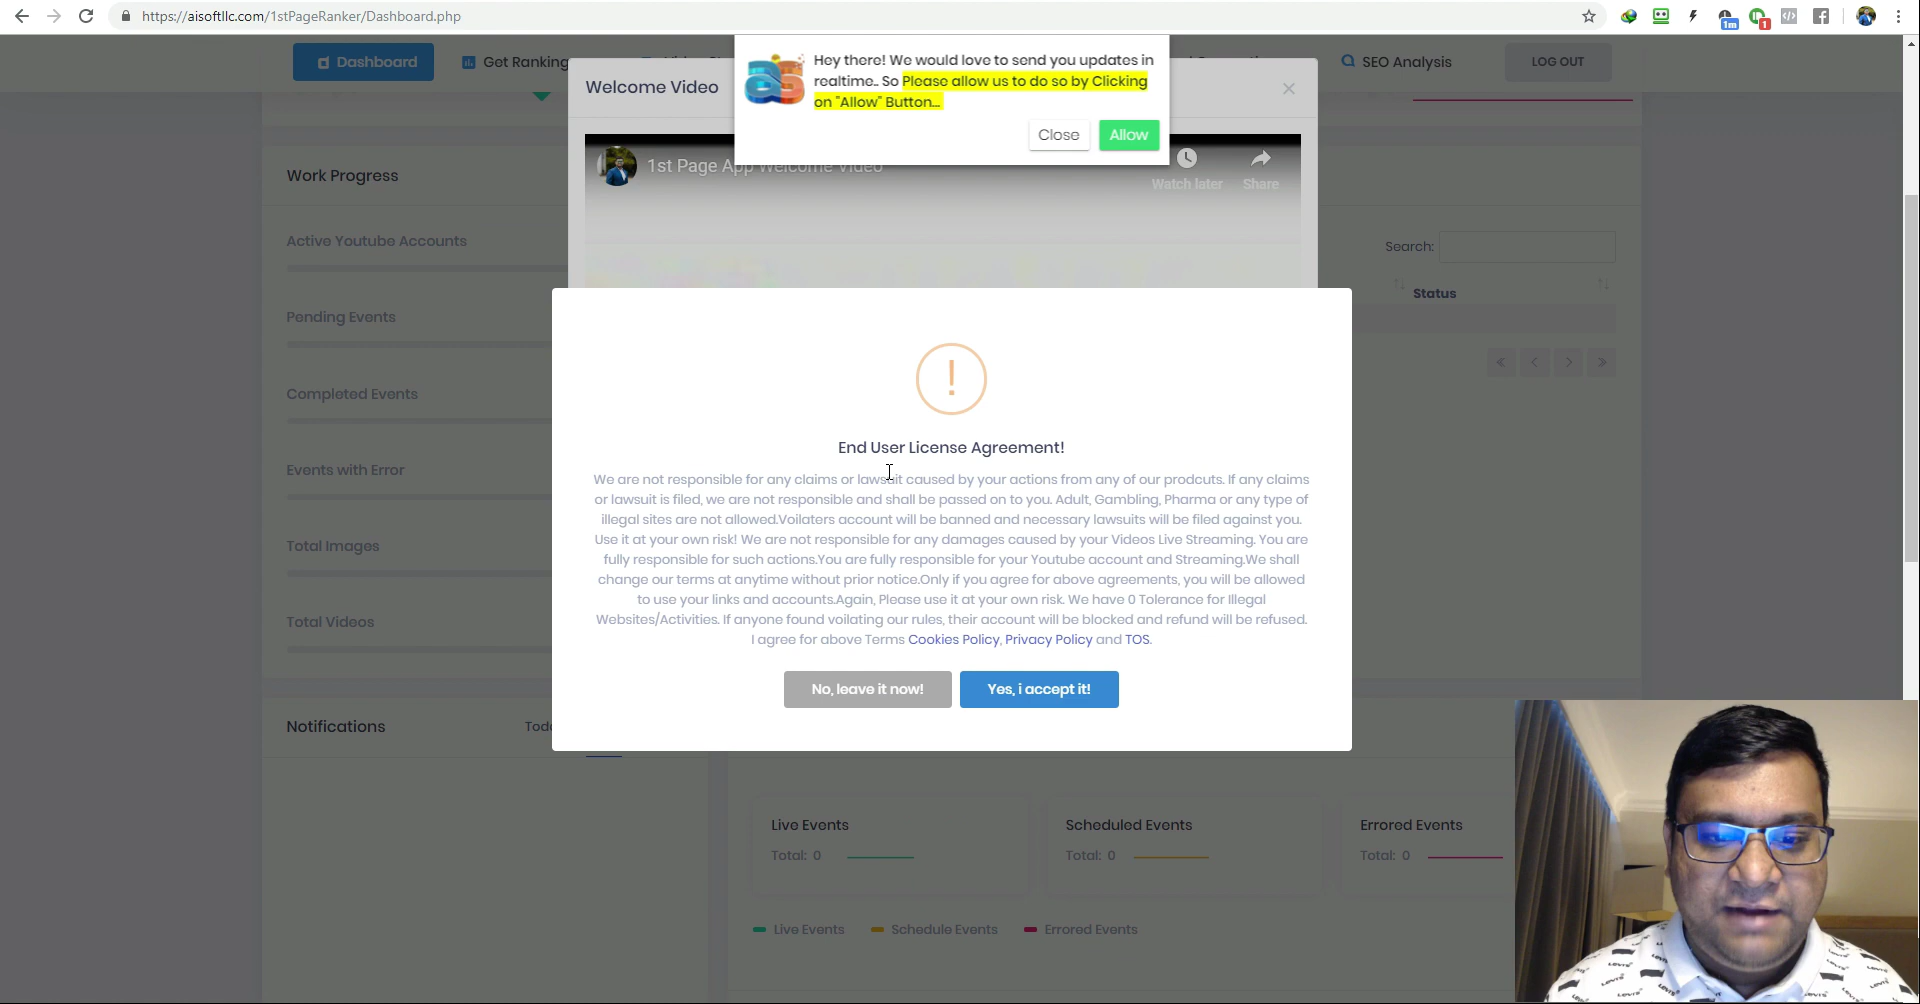 https://aisoftllc.com/1stPageRanker/Dashboard.php
1m
1
Dashboard
Get Ranking
SEO Analysis
LOG OUT
Hey there! We would love to send you updates in
realtime.. So Please allow us to do so by Clicking
on "Allow" Button...
Close
Allow
Welcome Video
1st Page App Welcome Video
Watch later
Share
Work Progress
Active Youtube Accounts
Pending Events
Completed Events
Events with Error
Total Images
Total Videos
Search:
Status
End User License Agreement!
We are not responsible for any claims or lawsuit caused by your actions from any of our prodcuts. If any claims
or lawsuit is filed, we are not responsible and shall be passed on to you. Adult, Gambling, Pharma or any type of
illegal sites are not allowed.Voilaters account will be banned and necessary lawsuits will be filed against you.
Use it at your own risk! We are not responsible for any damages caused by your Videos Live Streaming. You are
fully responsible for such actions.You are fully responsible for your Youtube account and Streaming.We shall
change our terms at anytime without prior notice.Only if you agree for above agreements, you will be allowed
to use your links and accounts.Again, Please use it at your own risk. We have 0 Tolerance for Illegal
Websites/Activities. If anyone found voilating our rules, their account will be blocked and refund will be refused.
I agree for above Terms Cookies Policy, Privacy Policy and TOS.
No, leave it now!
Yes, i accept it!
Notifications
Live Events
Total: 0
Scheduled Events
Total: 0
Errored Events
Total: 0
Live Events
Schedule Events
Errored Events